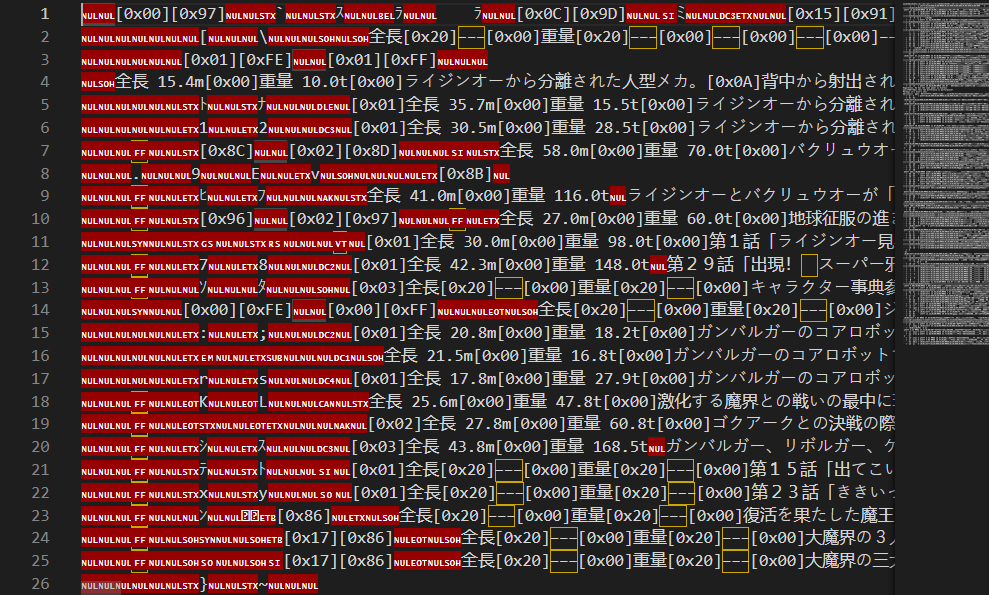 1 NULNUL[0x00][0x97]NULNULSTX NULNULSTXスNULNULBELラNULNUL ラNULNUL[0x0C][0x9D]NULNULSIミNULNULDC3ETXNULNUL[0x15][0x91]
2 NULNULNULNULNULNULNUL[NULNULNUL\NULNULNULSOHNULSOH全長[0x20]———[0x00]重量[0x20]———[0x00]———[0x00]———[0x00]
3 NULNULNULNULNULNUL[0x01][0xFE]NULNUL[0x01][0xFF]NULNULNUL
4 NULSOH全長 15.4m[0x00]重量 10.0t[0x00]ライジンオーから分離された人型メカ。[0x0A]背中から射出され
5 NULNULNULNULNULNULSTXトNULNULSTXナNULNULNULDLENUL[0x01]全長 35.7m[0x00]重量 15.5t[0x00]ライジンオーから分離さ
6 NULNULNULNULNULNULETX1NULNULETX2NULNULNULDC3NUL[0x01]全長 30.5m[0x00]重量 28.5t[0x00]ライジンオーから分離され
7 NULNULNULFFNULNULSTX[0x8C]NULNUL[0x02][0x8D]NULNULNULSINULSTX全長 58.0m[0x00]重量 70.0t[0x00]バクリュウオー
8 NULNULNUL.NULNULNUL9NULNULNULENULNULETXvNULSOHNULNULNULNULETX[0x8B]NUL
9 NULNULNULFFNULNULETXヒNULNULETXフNULNULNULNAKNULSTX全長 41.0m[0x00]重量 116.0tNULライジンオーとバクリュウオーが「
10 NULNULNULFFNULNULSTX[0x96]NULNUL[0x02][0x97]NULNULNULFFNULETX全長 27.0m[0x00]重量 60.0t[0x00]地球征服の進
11 NULNULNULSYNNULNULSTXGSNULNULSTXRSNULNULNULVTNUL[0x01]全長 30.0m[0x00]重量 98.0t[0x00]第１話「ライジンオー見
12 NULNULNULFFNULNULETX7NULNULETX8NULNULNULDC2NUL[0x01]全長 42.3m[0x00]重量 148.0tNUL第２９話「出現! スーパー邪
13 NULNULNULFFNULNULNULソNULNULNULタNULNULNULSOHNUL[0x03]全長[0x20]———[0x00]重量[0x20]———[0x00]キャラクター事典参
14 NULNULNULSYNNULNUL[0x00][0xFE]NULNUL[0x00][0xFF]NULNULNULEOTNULSOH全長[0x20]———[0x00]重量[0x20]———[0x00]
15 NULNULNULNULNULNULETX:NULNULETX;NULNULNULDC2NUL[0x01]全長 20.8m[0x00]重量 18.2t[0x00]ガンバルガーのコアロボッ
16 NULNULNULNULNULNULETXEMNULNULETXSUBNULNULNULDC1NULSOH全長 21.5m[0x00]重量 16.8t[0x00]ガンバルガーのコアロボット
17 NULNULNULNULNULNULETXrNULNULETXsNULNULNULDC4NUL[0x01]全長 17.8m[0x00]重量 27.9t[0x00]ガンバルガーのコアロボッ
18 NULNULNULFFNULNULEOTKNULNULEOTLNULNULNULCANNULSTX全長 25.6m[0x00]重量 47.8t[0x00]激化する魔界との戦いの最中に
19 NULNULNULFFNULNULEOTSTXNULNULEOTETXNULNULNULNAKNUL[0x02]全長 27.8m[0x00]重量 60.8t[0x00]ゴクアークとの決戦の際
20 NULNULNULFFNULNULETXシNULNULETXスNULNULNULDC3NUL[0x03]全長 43.8m[0x00]重量 168.5tNULガンバルガー、リボルガー、ゲ
21 NULNULNULFFNULNULSTXテNULNULSTXトNULNULNULSINUL[0x01]全長[0x20]———[0x00]重量[0x20]———[0x00]第１５話「出てこい
22 NULNULNULFFNULNULSTXxNULNULSTXyNULNULNULSONUL[0x01]全長[0x20]———[0x00]重量[0x20]———[0x00]第２３話「ききいっ
23 NULNULNULFFNULNULNULソNULNULETB[0x86]NULETXNULSOH全長[0x20]———[0x00]重量[0x20]———[0x00]復活を果たした魔王
24 NULNULNULFFNULNULSOHSYNNULNULSOHETB[0x17][0x86]NULEOTNULSOH全長[0x20]———[0x00]重量[0x20]———[0x00]大魔界の３人
25 NULNULNULFFNULNULSOHSONULNULSOHSI[0x17][0x86]NULEOTNULSOH全長[0x20]———[0x00]重量[0x20]———[0x00]大魔界の三大
26 NULNULNULNULNULNULSTX}NULNULSTX~NULNULNUL